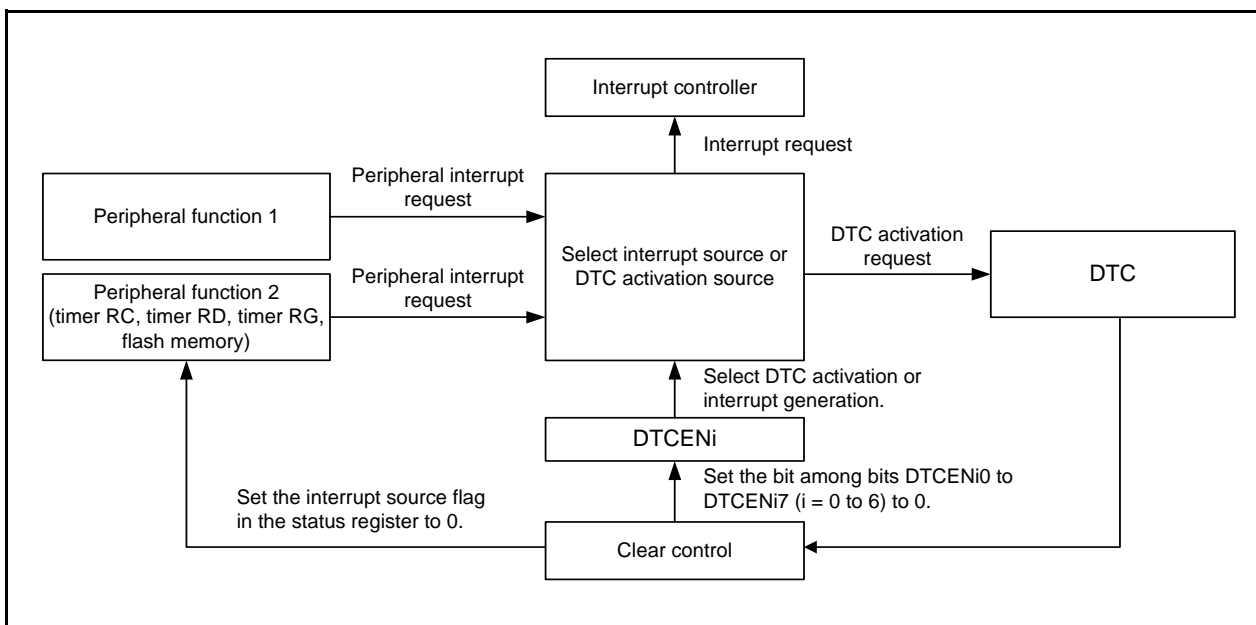 Interrupt controller
Interrupt request
Peripheral interrupt
request
Peripheral function 1
Select interrupt source or
DTC activation source
DTC activation
request
DTC
Peripheral function 2
(timer RC, timer RD, timer RG,
flash memory)
Peripheral interrupt
request
Select DTC activation or
interrupt generation.
DTCENi
Set the bit among bits DTCENi0 to
DTCENi7 (i = 0 to 6) to 0.
Set the interrupt source flag
in the status register to 0.
Clear control